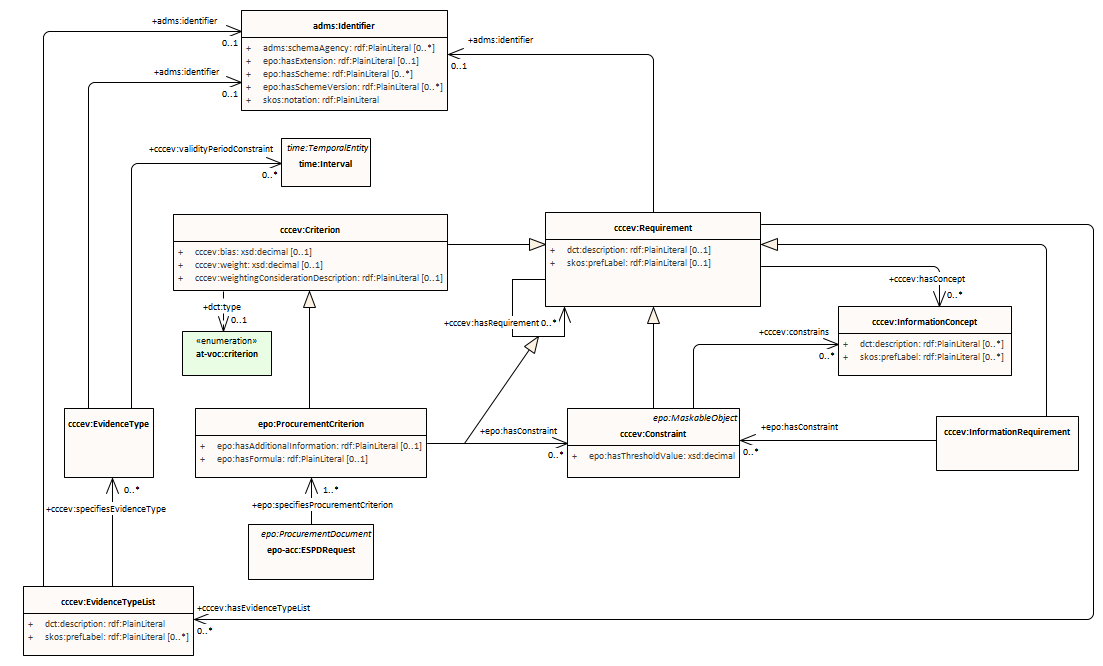 +adms:identifier
0..1
adms:Identifier
+ adms:schemaAgency: rdf:PlainLiteral [0..*]
+ epo:hasExtension: rdf:PlainLiteral [0..1]
+ epo:hasScheme: rdf:PlainLiteral [0..*]
+ epo:hasSchemeVersion: rdf:PlainLiteral [0..*]
+ skos:notation: rdf:PlainLiteral
+adms:identifier
0..1
+adms:identifier
0..1
+cccev:validityPeriodConstraint
0..*
time:TemporalEntity
time:Interval
cccev:Criterion
+ cccev:bias: xsd:decimal [0..1]
+ cccev:weight: xsd:decimal [0..1]
+ cccev:weightingConsiderationDescription: rdf:PlainLiteral [0..1]
cccev:Requirement
+ dct:description: rdf:PlainLiteral [0..1]
+ skos:prefLabel: rdf:PlainLiteral [0..1]
+cccev:hasConcept
0..*
+dct:type
0..1
+cccev:hasRequirement 0..*
«enumeration»
at-voc:criterion
+cccev:constrains
0..*
cccev:InformationConcept
+ dct:description: rdf:PlainLiteral [0..*]
+ skos:prefLabel: rdf:PlainLiteral [0..*]
cccev:EvidenceType
epo:ProcurementCriterion
+ epo:hasAdditionalInformation: rdf:PlainLiteral [0..1]
+ epo:hasFormula: rdf:PlainLiteral [0..1]
+epo:hasConstraint
0..*
epo:MaskableObject
cccev:Constraint
+ epo:hasThresholdValue: xsd:decimal
+epo:hasConstraint
0..*
cccev:InformationRequirement
0..*
+cccev:specifiesEvidenceType
1..*
+epo:specifiesProcurementCriterion
epo:ProcurementDocument
epo-acc:ESPDRequest
cccev:EvidenceTypeList
+ dct:description: rdf:PlainLiteral
+ skos:prefLabel: rdf:PlainLiteral [0..*]
+cccev:hasEvidenceTypeList
0..*